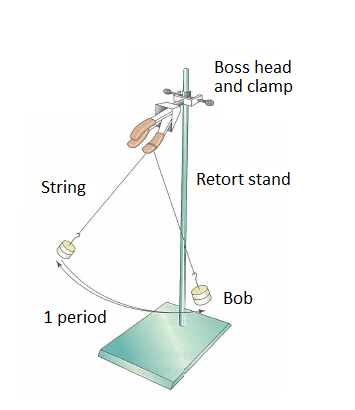 Boss head
and clamp
String
Retort stand
Bob
1 period